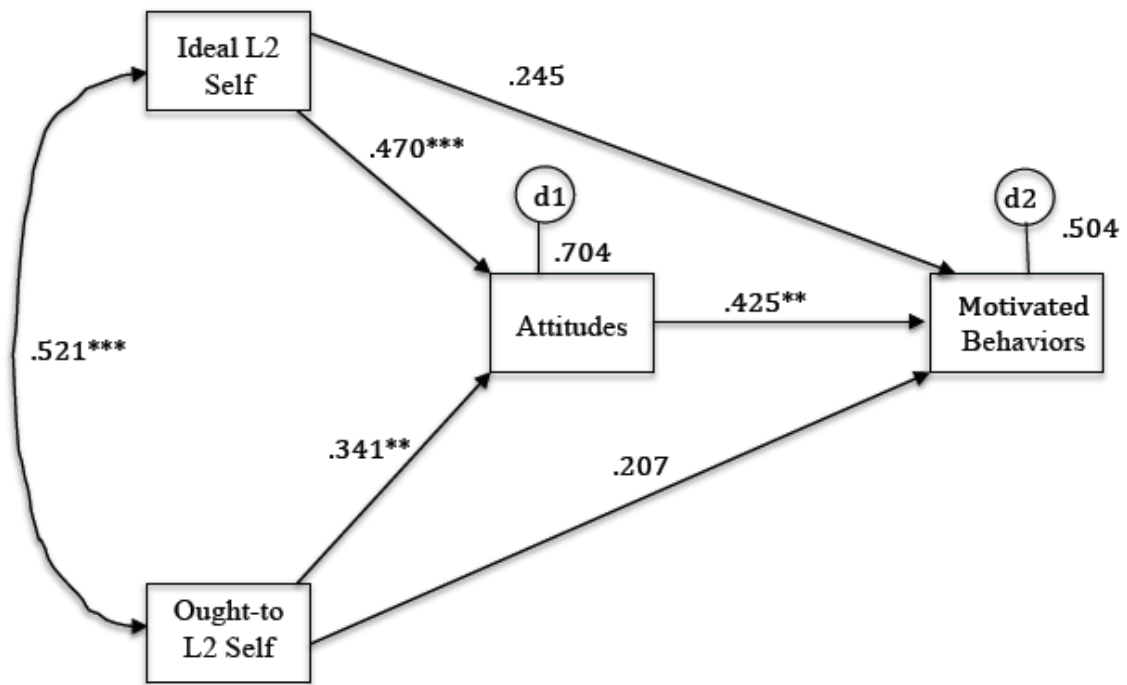 Ideal L2
Self
.245
.470***
d1
d2
.504
.704
Attitudes
.425**
Motivated
Behaviors
.521***
.341**
.207
Ought-to
L2 Self